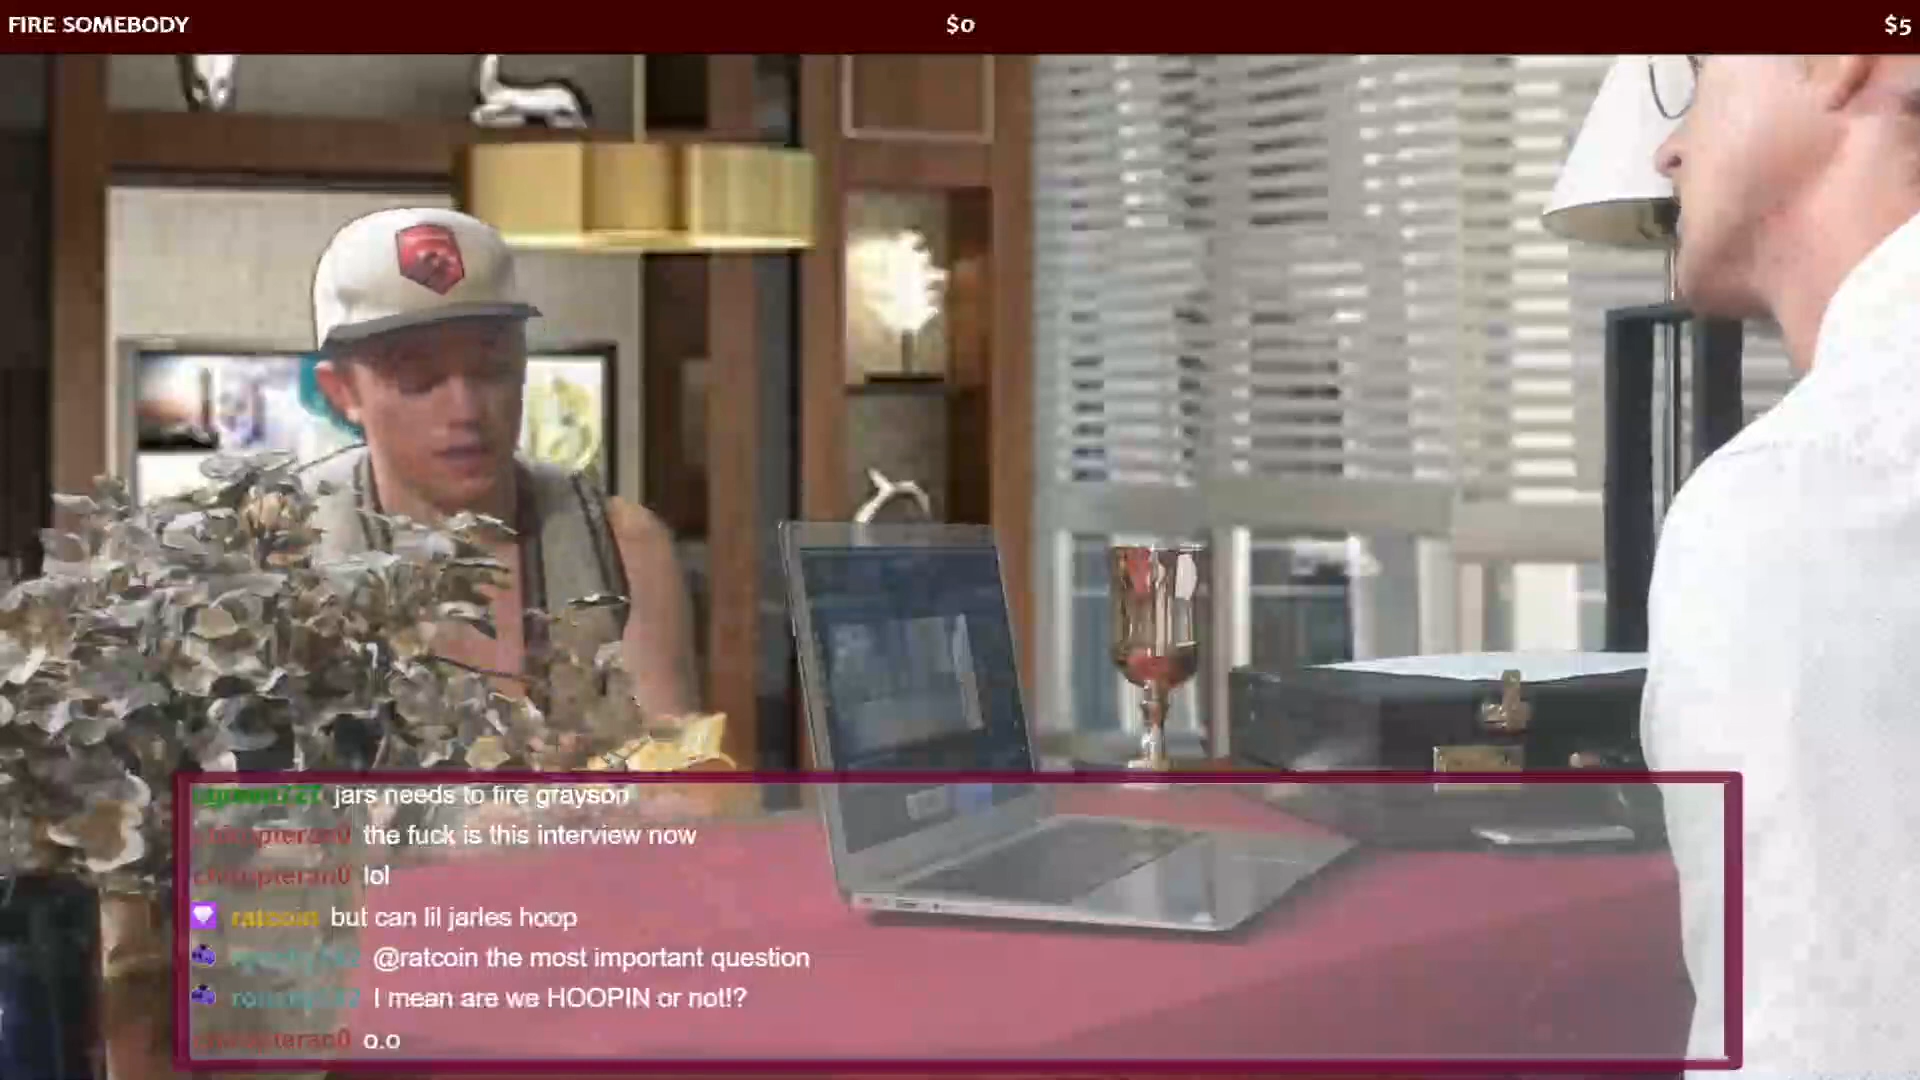 FIRE SOMEBODY $0 $5
jars needs to fire grayson
the fuck is this interview now
lol
ratcoin but can lil jarles hoop
@ratcoin the most important question
I mean are we HOOPIN or not!?
o.o